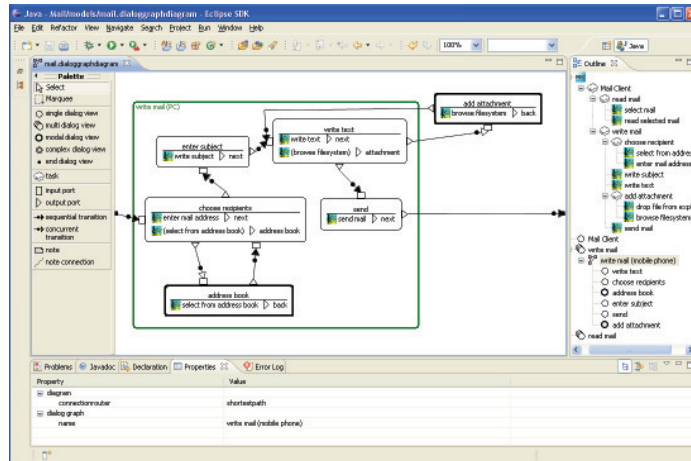 Java - Mail/models/mail.dialoggraphdiagram - Eclipse SDK
File Edit Refactor View Navigate Search Project Run Window Help
100%
Java
mail.dialoggraphdiagram
Palette
Select
Marquee
single dialog view
multi dialog view
modal dialog view
complex dialog view
end dialog view
task
input port
output port
sequential transition
concurrent transition
note
note connection
write mail (PC)
add attachment
browse filesystem back
write text
write text next
(browse filesystem) attachment
enter subject
write subject next
choose recipients
enter mail address next
(select from address book) address book
send
send mail next
address book
select from address book back
Outline
Mail Client
read mail
select mail
read selected mail
write mail
choose recipient
select from addres
enter mail address
write subject
write text
add attachment
drop file from expl
browse filesystem
send mail
Mail Client
write mail
write mail (mobile phone)
write text
choose recipients
address book
enter subject
send
add attachment
read mail
Problems Javadoc Declaration Properties Error Log
Property Value
diagram
connectionrouter shortestpath
dialog graph
name write mail (mobile phone)